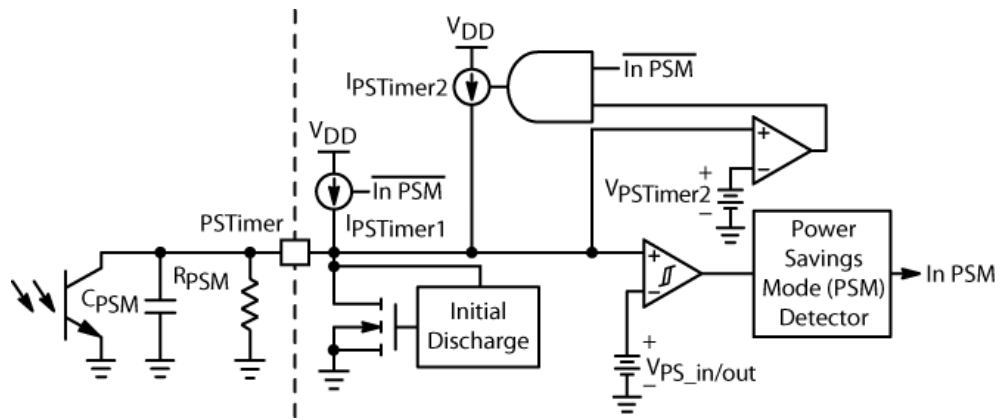 VDD
IPSTimer2
In PSM
VDD
In PSM
IPSTimer1
PSTimer
CPSM
RPSM
Initial
Discharge
+
−
VPSTimer2
+
−
+
−
VPS_in/out
+
−
Power
Savings
Mode (PSM)
Detector
In PSM